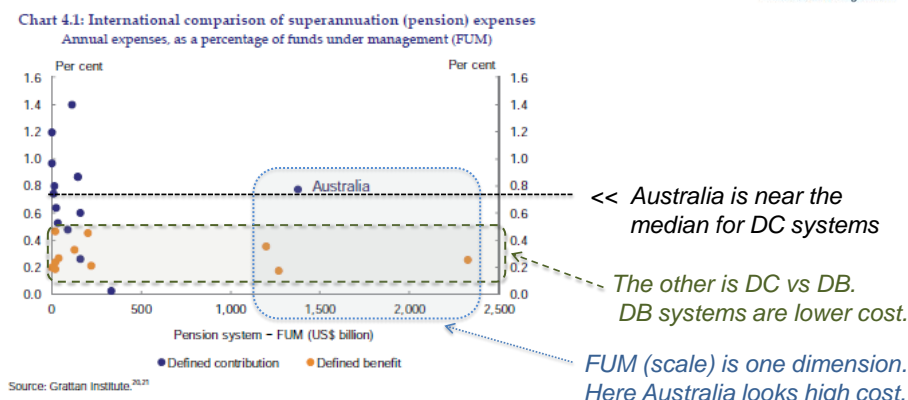 Chart 4.1: International comparison of superannuation (pension) expenses
Annual expenses, as a percentage of funds under management (FUM)
Per cent
Per cent
1.6
1.6
1.4
1.4
1.2
1.2
1.0
1.0
0.8
Australia
0.8
<< Australia is near the
median for DC systems
0.6
0.6
0.4
0.4
0.2
0.2
The other is DC vs DB.
DB systems are lower cost.
0.0
0.0
0
500
1,000
1,500
2,000
2,500
Pension system – FUM (US$ billion)
Defined contribution
Defined benefit
FUM (scale) is one dimension.
Here Australia looks high cost.
Source: Grattan Institute.20,21